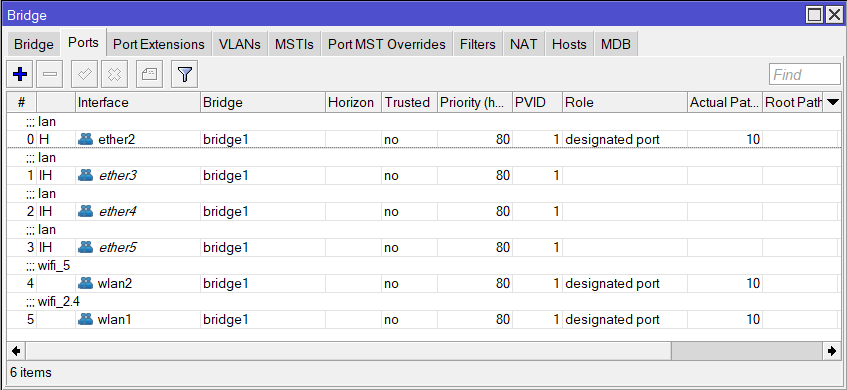 Bridge
Bridge Ports Port Extensions VLANs MSTIs Port MST Overrides Filters NAT Hosts MDB
Find
# Interface Bridge Horizon Trusted Priority (h... PVID Role Actual Pat... Root Path
;;; lan
0 H ether2 bridge1 no 80 1 designated port 10
;;; lan
1 IH ether3 bridge1 no 80 1
;;; lan
2 IH ether4 bridge1 no 80 1
;;; lan
3 IH ether5 bridge1 no 80 1
;;; wifi_5
4 wlan2 bridge1 no 80 1 designated port 10
;;; wifi_2.4
5 wlan1 bridge1 no 80 1 designated port 10
6 items